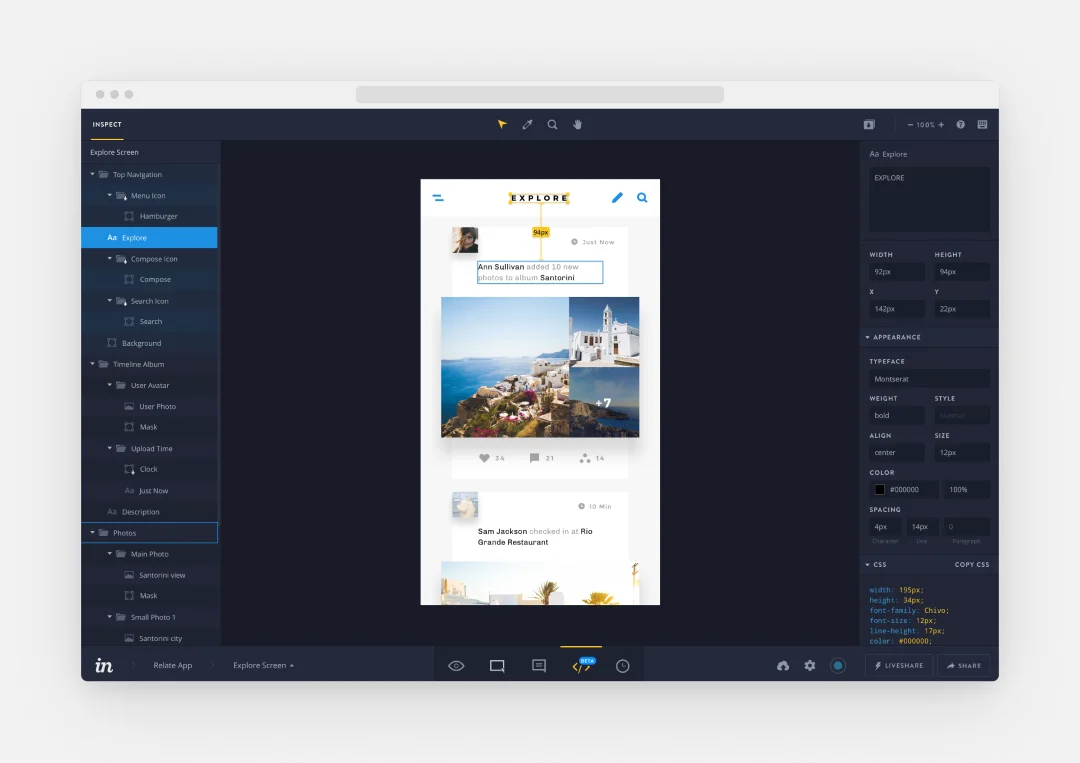 INSPECT
− 100% +
?
Explore Screen
Top Navigation
Menu Icon
Hamburger
Aa Explore
Compose Icon
Compose
Search Icon
Search
Background
Timeline Album
User Avatar
User Photo
Mask
Upload Time
Clock
Aa Just Now
Aa Description
Photos
Main Photo
Santorini view
Mask
Small Photo 1
Santorini city
EXPLORE
94px
Just Now
Ann Sullivan added 10 new
photos to album Santorini
+7
34 21 14
10 Min
Sam Jackson checked in at Rio
Grande Restaurant
Aa Explore
EXPLORE
WIDTH HEIGHT
92px 94px
X Y
142px 22px
APPEARANCE
TYPEFACE
Montserrat
WEIGHT STYLE
bold Normal
ALIGN SIZE
center 12px
COLOR
#000000 100%
SPACING
4px 14px 0
Character Line Paragraph
CSS COPY CSS
width: 195px;
height: 34px;
font-family: Chivo;
font-size: 12px;
line-height: 17px;
color: #000000;
in Relate App Explore Screen
</> BETA
LIVESHARE SHARE